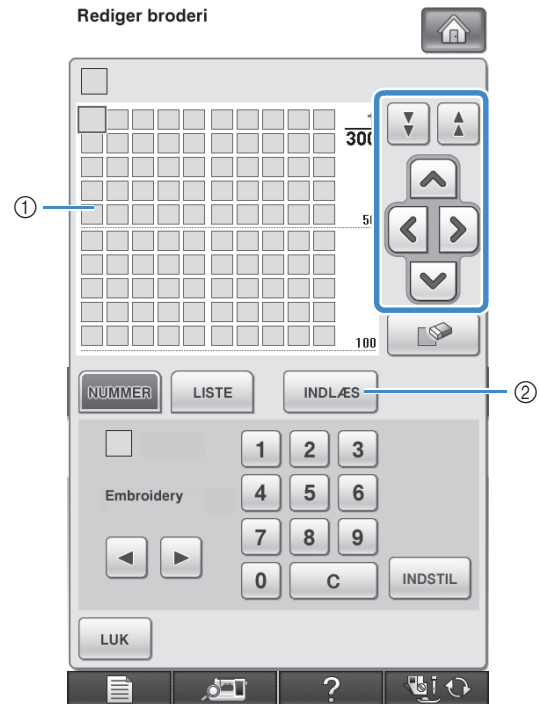 Rediger broderi
300
50
100
①
②
NUMMER
LISTE
INDLÆS
1 2 3
Embroidery
4 5 6
7 8 9
0 C
INDSTIL
LUK
?